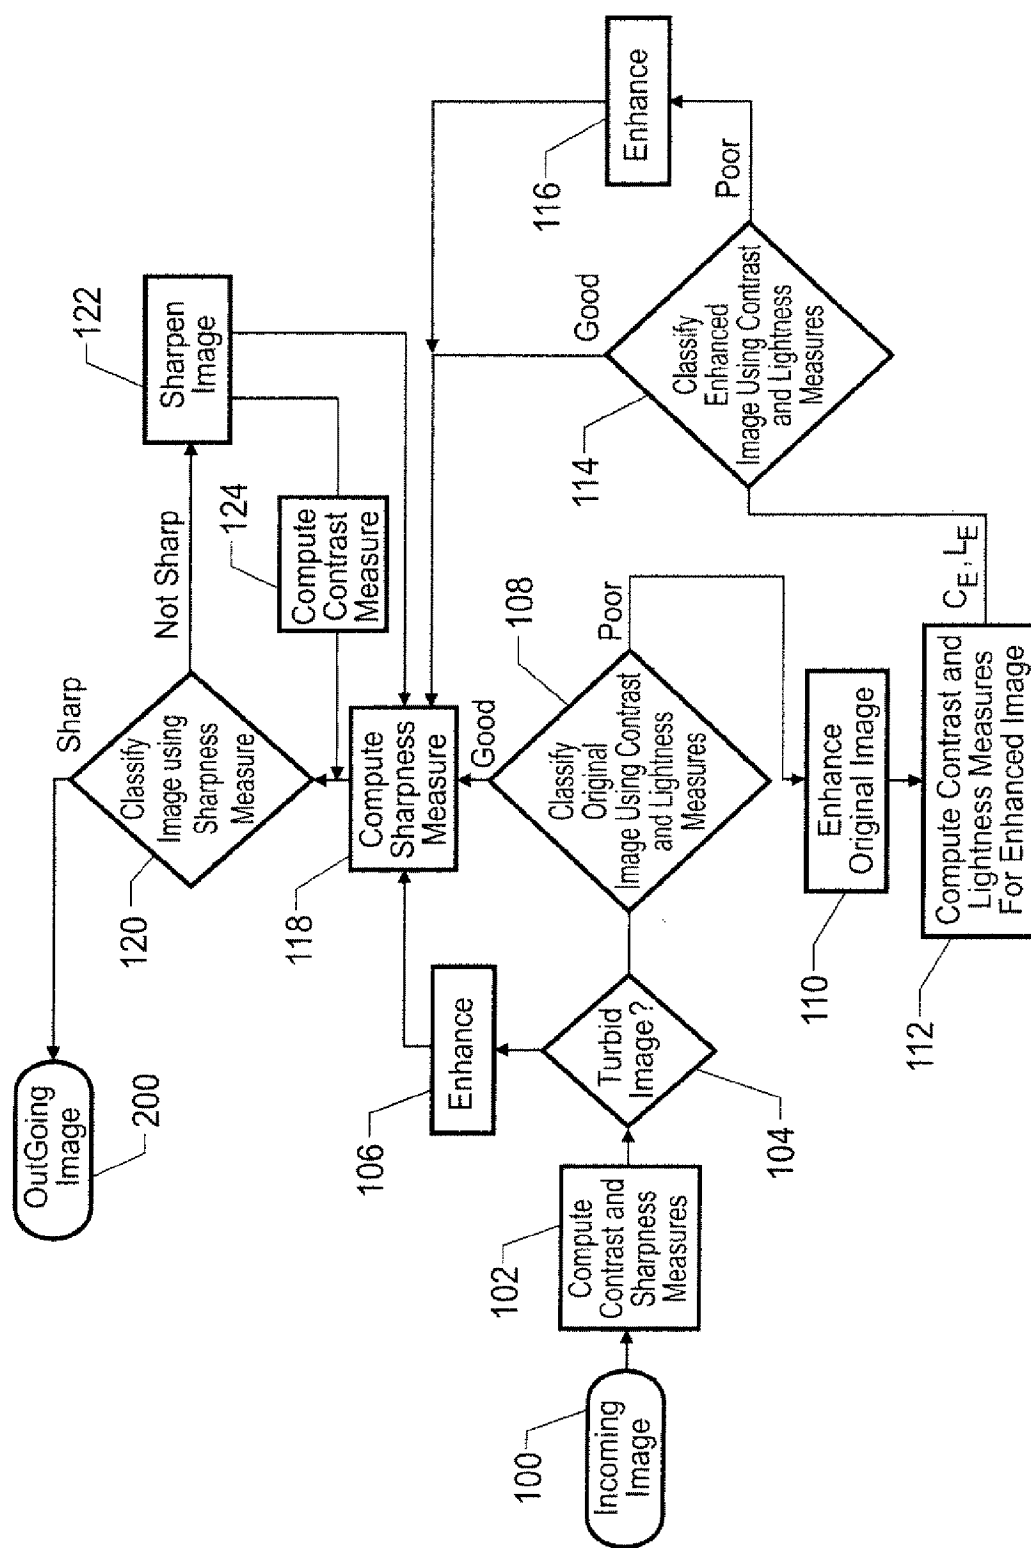 100
Incoming
Image
102
Compute
Contrast and
Sharpness
Measures
104
Turbid
Image?
106
Enhance
108
Classify
Original
Image Using Contrast
and Lightness
Measures
Good
Poor
110
Enhance
Original Image
112
Compute Contrast and
Lightness Measures
For Enhanced Image
CE, LE
114
Classify
Enhanced
Image Using Contrast
and Lightness
Measures
Good
Poor
116
Enhance
118
Compute
Sharpness
Measure
120
Classify
Image using
Sharpness
Measure
Sharp
Not Sharp
122
Sharpen
Image
124
Compute
Contrast
Measure
OutGoing
Image
200